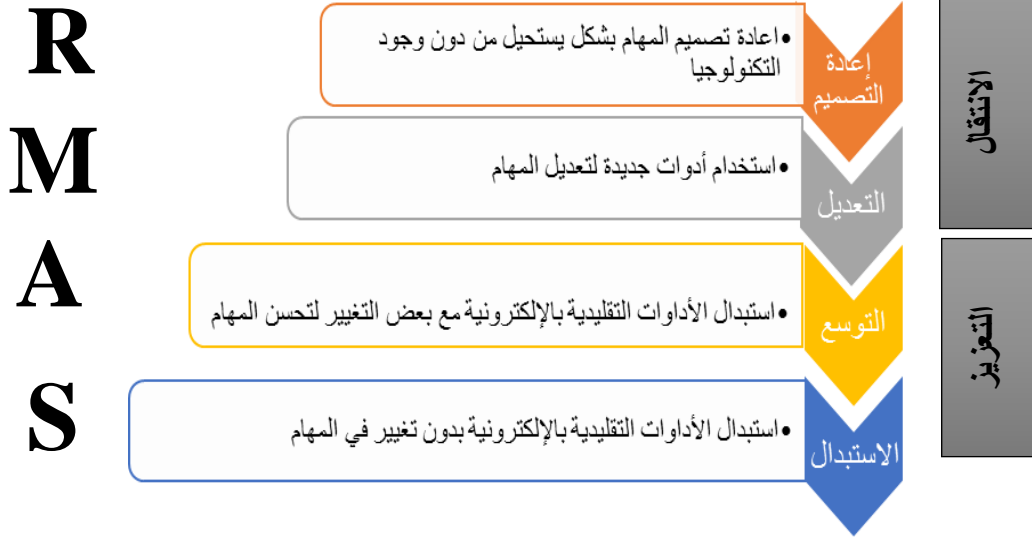 R
إعادة
التصميم
•اعادة تصميم المهام بشكل يستحيل من دون وجود
التكنولوجيا
الانتقال
M
التعديل
•استخدام أدوات جديدة لتعديل المهام
A
التوسع
•استبدال الأداوات التقليدية بالإلكترونية مع بعض التغيير لتحسن المهام
التعزيز
S
الاستبدال
•استبدال الأداوات التقليدية بالإلكترونية بدون تغيير في المهام